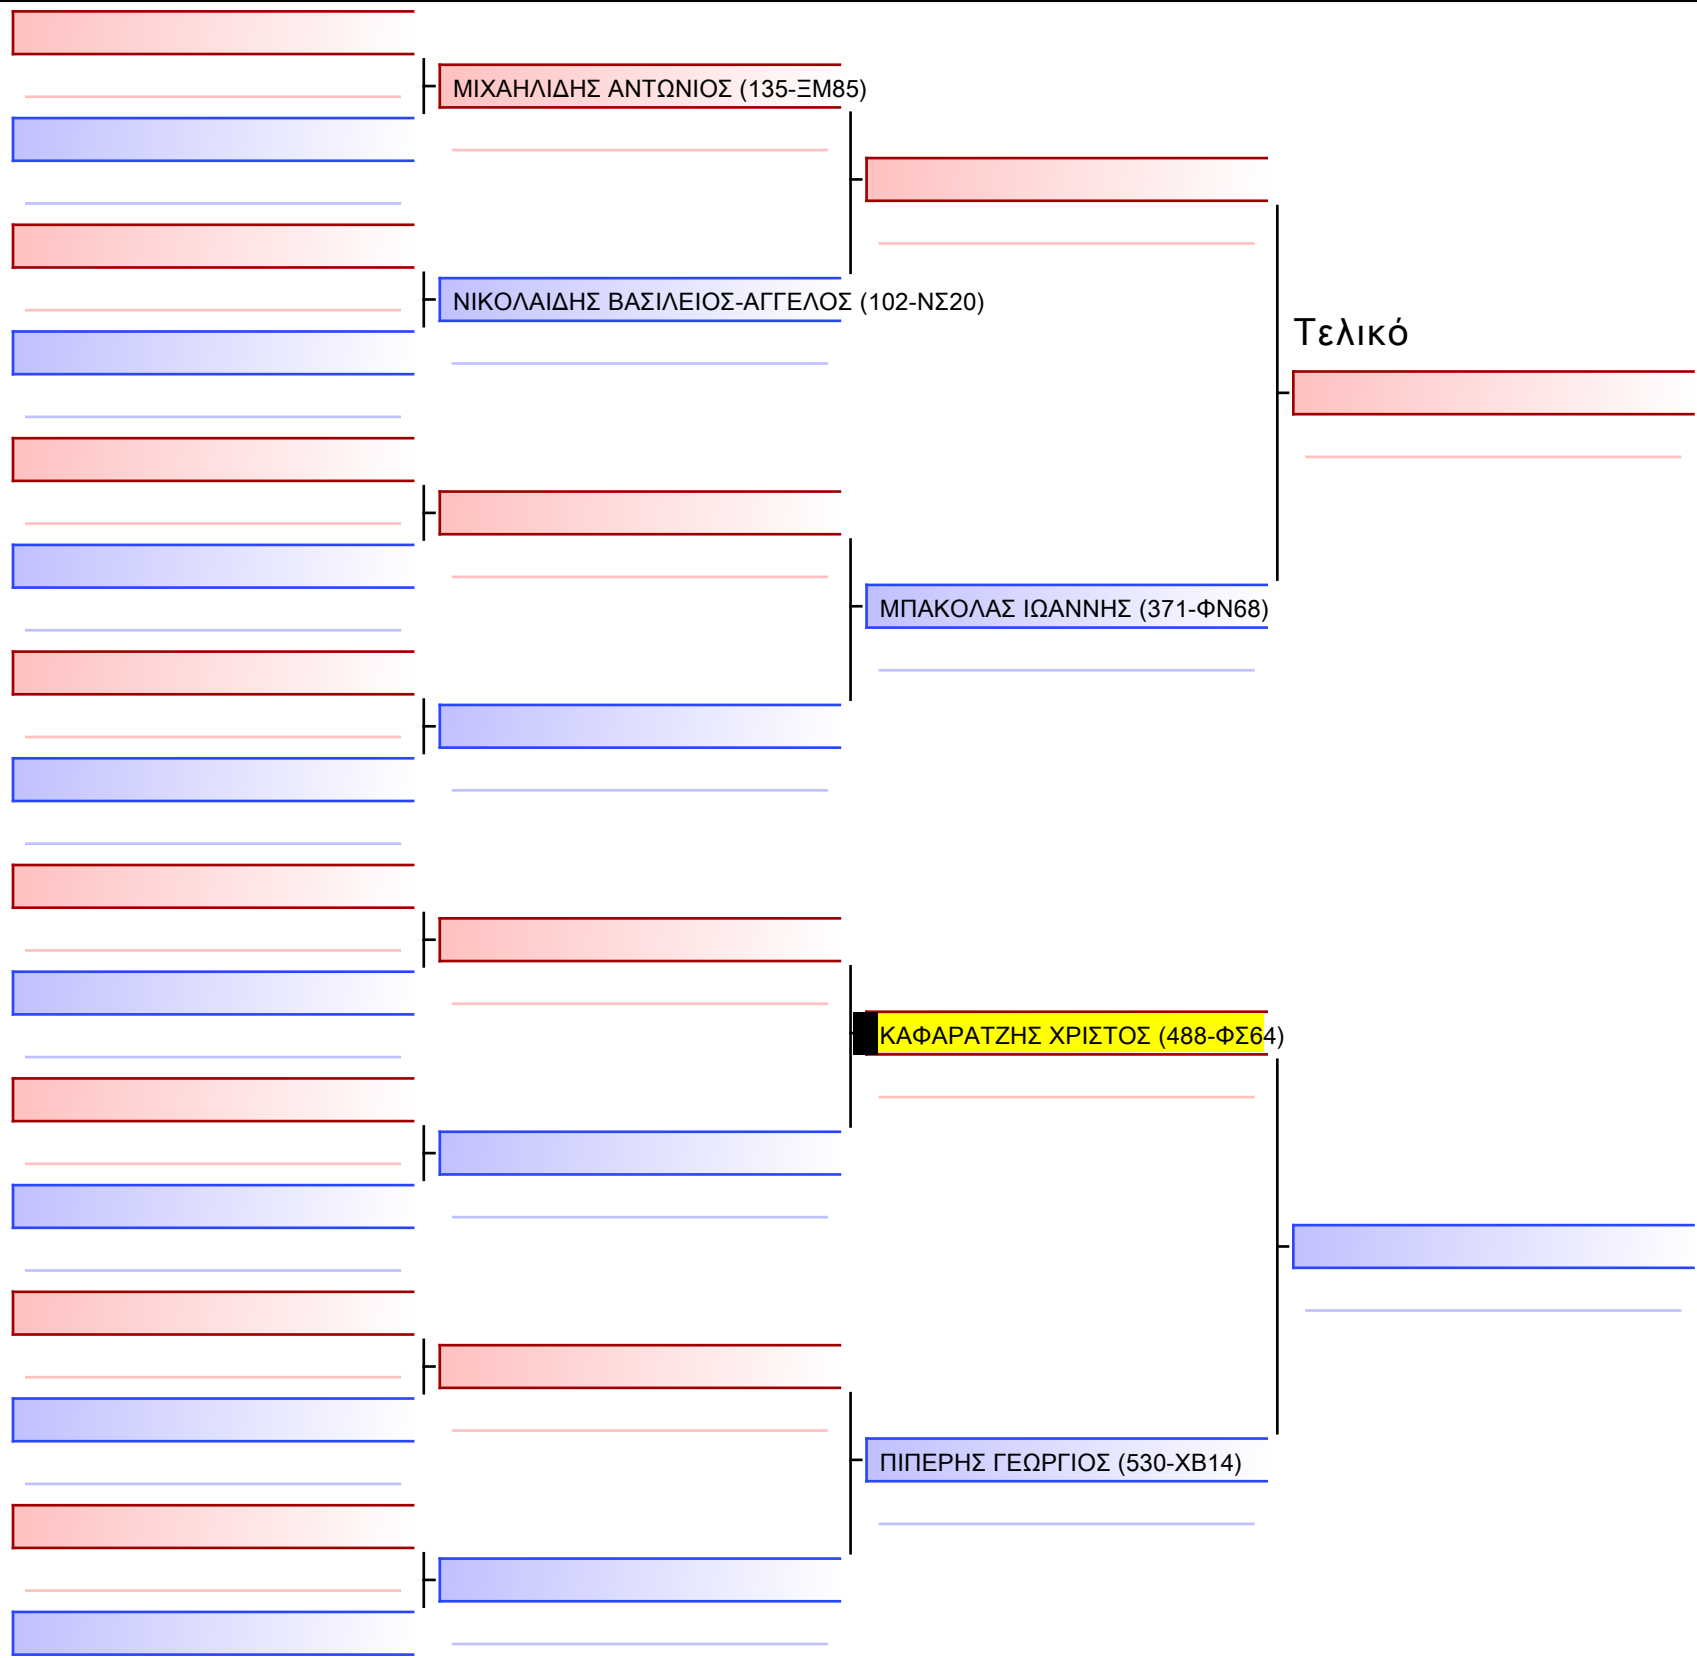 ΜΙΧΑΗΛΙΔΗΣ ΑΝΤΩΝΙΟΣ (135-ΞΜ85)
ΝΙΚΟΛΑΙΔΗΣ ΒΑΣΙΛΕΙΟΣ-ΑΓΓΕΛΟΣ (102-ΝΣ20)
Τελικό
ΜΠΑΚΟΛΑΣ ΙΩΑΝΝΗΣ (371-ΦΝ68)
ΚΑΦΑΡΑΤΖΗΣ ΧΡΙΣΤΟΣ (488-ΦΣ64)
ΠΙΠΕΡΗΣ ΓΕΩΡΓΙΟΣ (530-ΧΒ14)